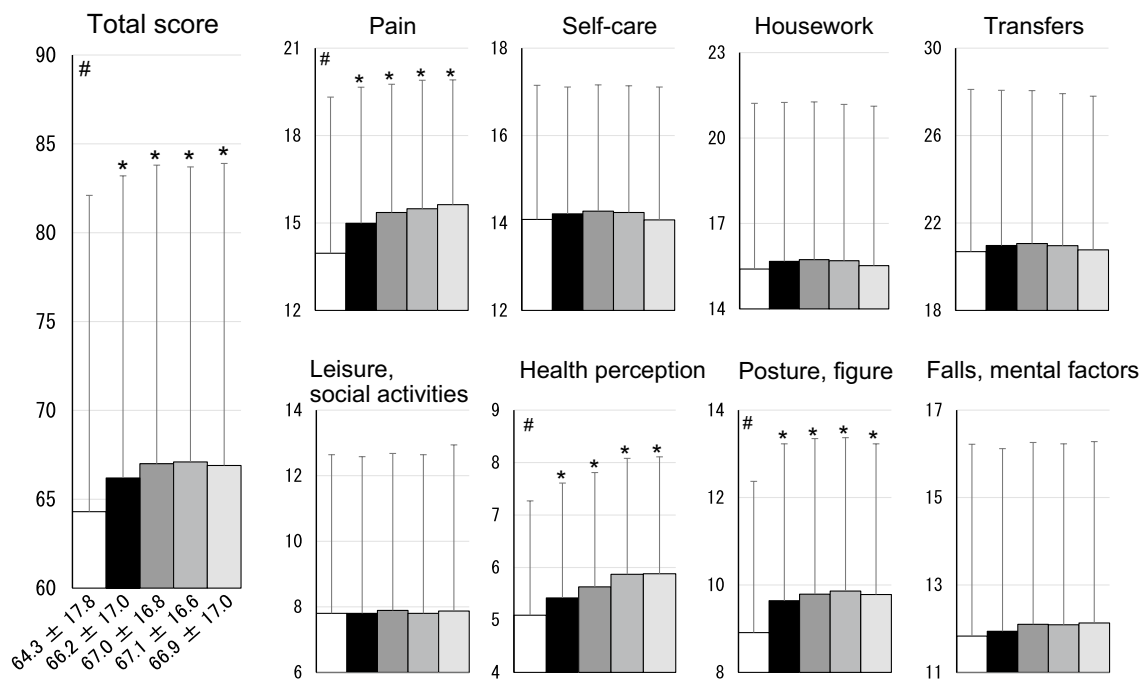 Total score
90
85
80
75
70
65
60
#
* * * *
64.3 ± 17.8
66.2 ± 17.0
67.0 ± 16.8
67.1 ± 16.6
66.9 ± 17.0
Pain
21
18
15
12
#
* * * *
Self-care
18
16
14
12
Housework
23
20
17
14
Transfers
30
26
22
18
Leisure,
social activities
14
12
10
8
6
Health perception
9
8
7
6
5
4
#
* * * *
Posture, figure
14
12
10
8
#
* * * *
Falls, mental factors
17
15
13
11